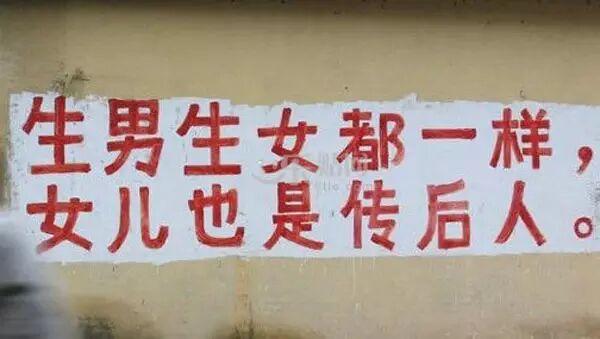 生男生女都一样，
女儿也是传后人。